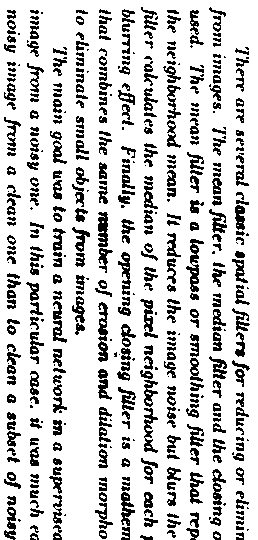 There are several classic spatial filters for reducing or elimin
from images. The mean filter, the median filter and the closing o
used. The mean filter is a lowpass or smoothing filter that repl
the neighborhood mean. It reduces the image noise but blurs the
filter calculates the median of the pixel neighborhood for each p
blurring effect. Finally, the opening closing filter is a mathem
that combines the same number of erosion and dilation morpho
to eliminate small objects from images.
The main goal was to train a neural network in a supervised
image from a noisy one. In this particular case, it was much ea
noisy image from a clean one than to clean a subset of noisy